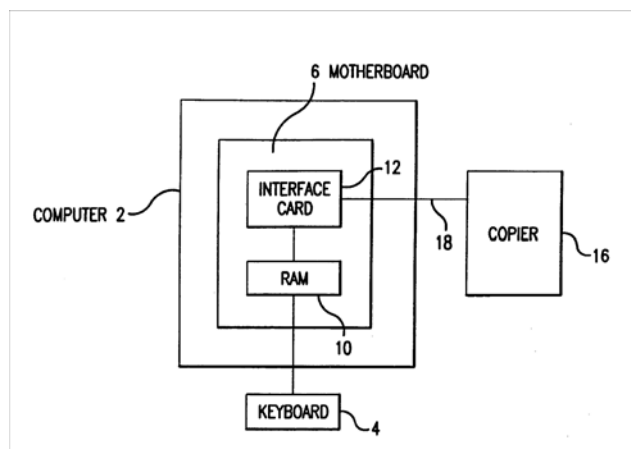 6 MOTHERBOARD
12
INTERFACE
CARD
COMPUTER 2
18
COPIER
16
RAM
10
KEYBOARD
4